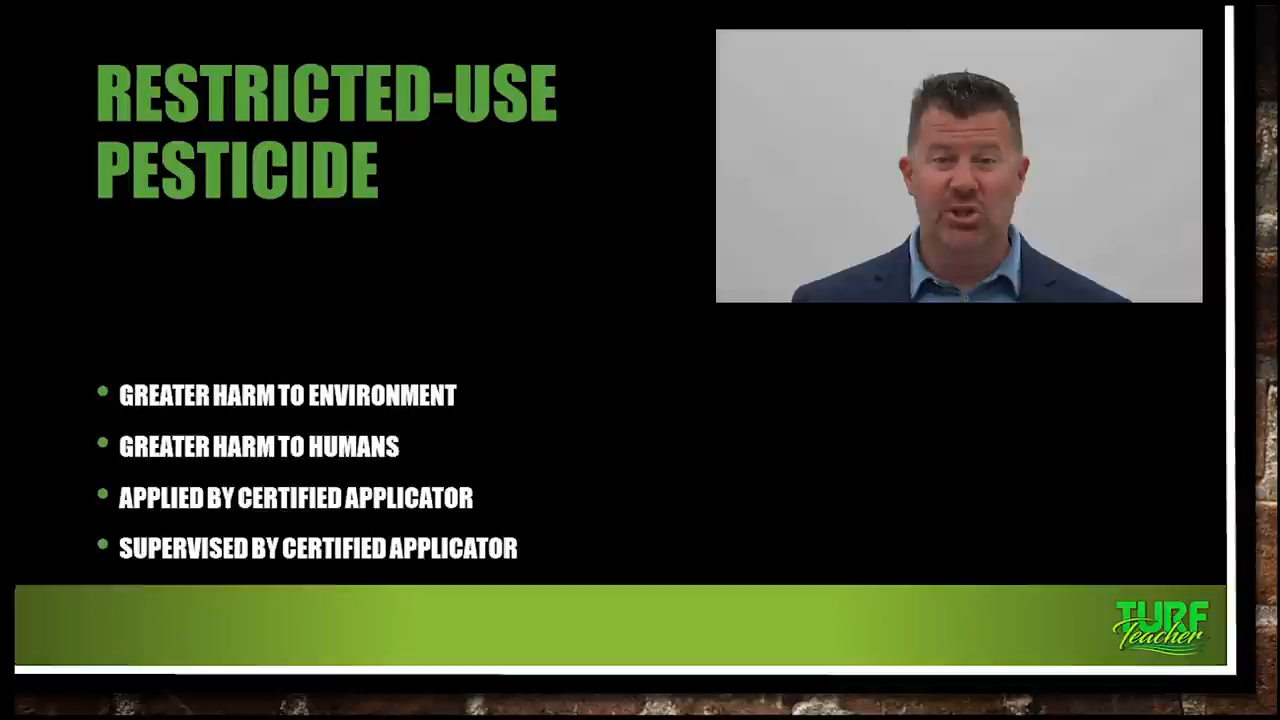 RESTRICTED-USE
PESTICIDE
GREATER HARM TO ENVIRONMENT
GREATER HARM TO HUMANS
APPLIED BY CERTIFIED APPLICATOR
SUPERVISED BY CERTIFIED APPLICATOR
TURF
Teacher